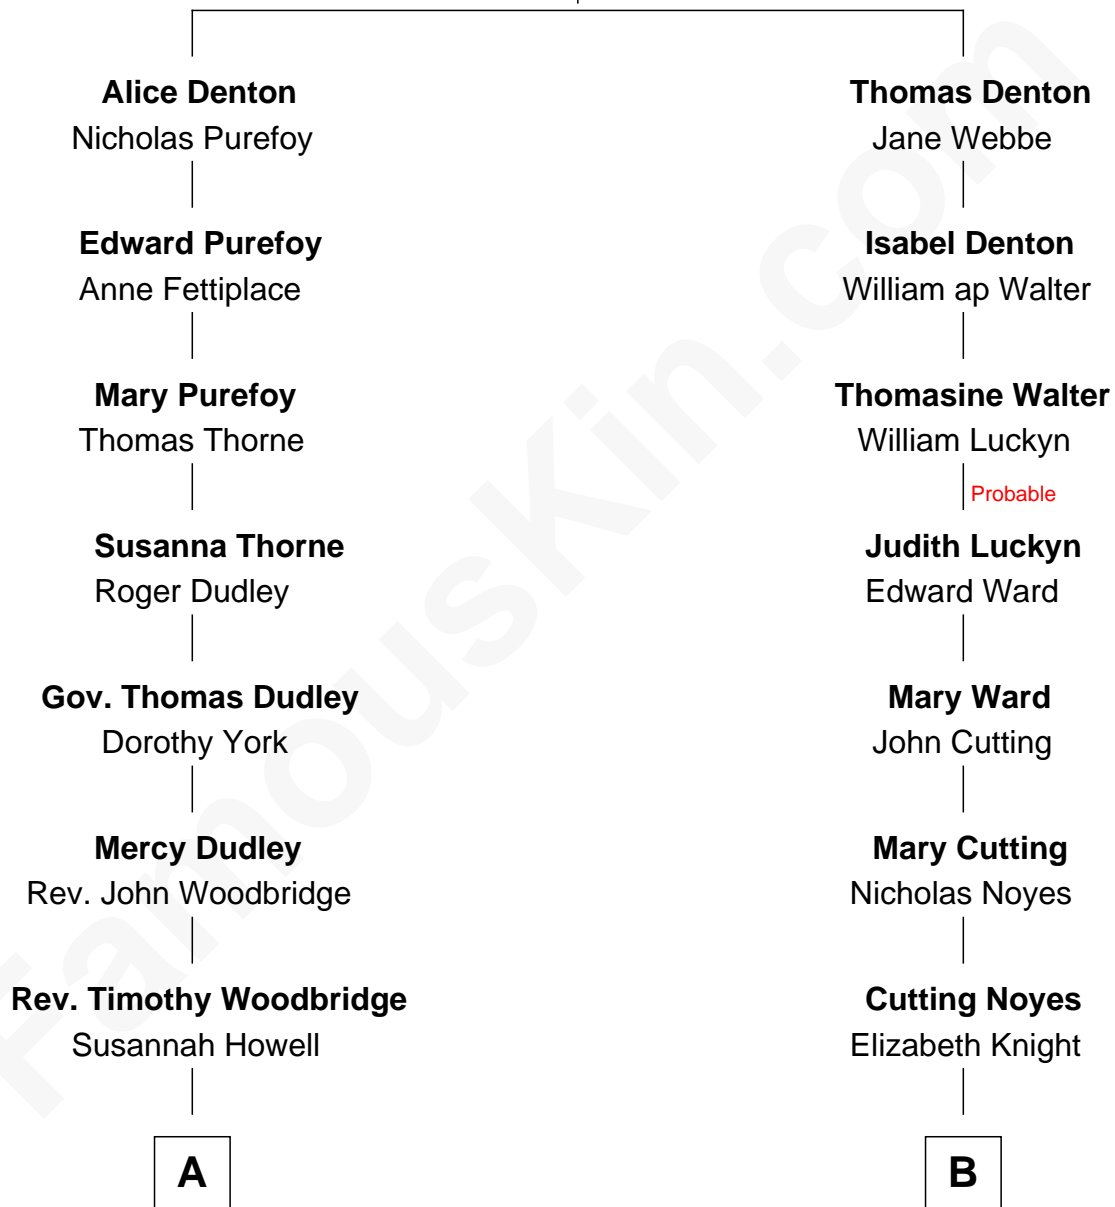 Alice Denton
Nicholas Purefoy
Edward Purefoy
Anne Fettiplace
Mary Purefoy
Thomas Thorne
Susanna Thorne
Roger Dudley
Gov. Thomas Dudley
Dorothy York
Mercy Dudley
Rev. John Woodbridge
Rev. Timothy Woodbridge
Susannah Howell
A
Thomas Denton
Jane Webbe
Isabel Denton
William ap Walter
Thomasine Walter
William Luckyn
Probable
Judith Luckyn
Edward Ward
Mary Ward
John Cutting
Mary Cutting
Nicholas Noyes
Cutting Noyes
Elizabeth Knight
B
FamousKin.com